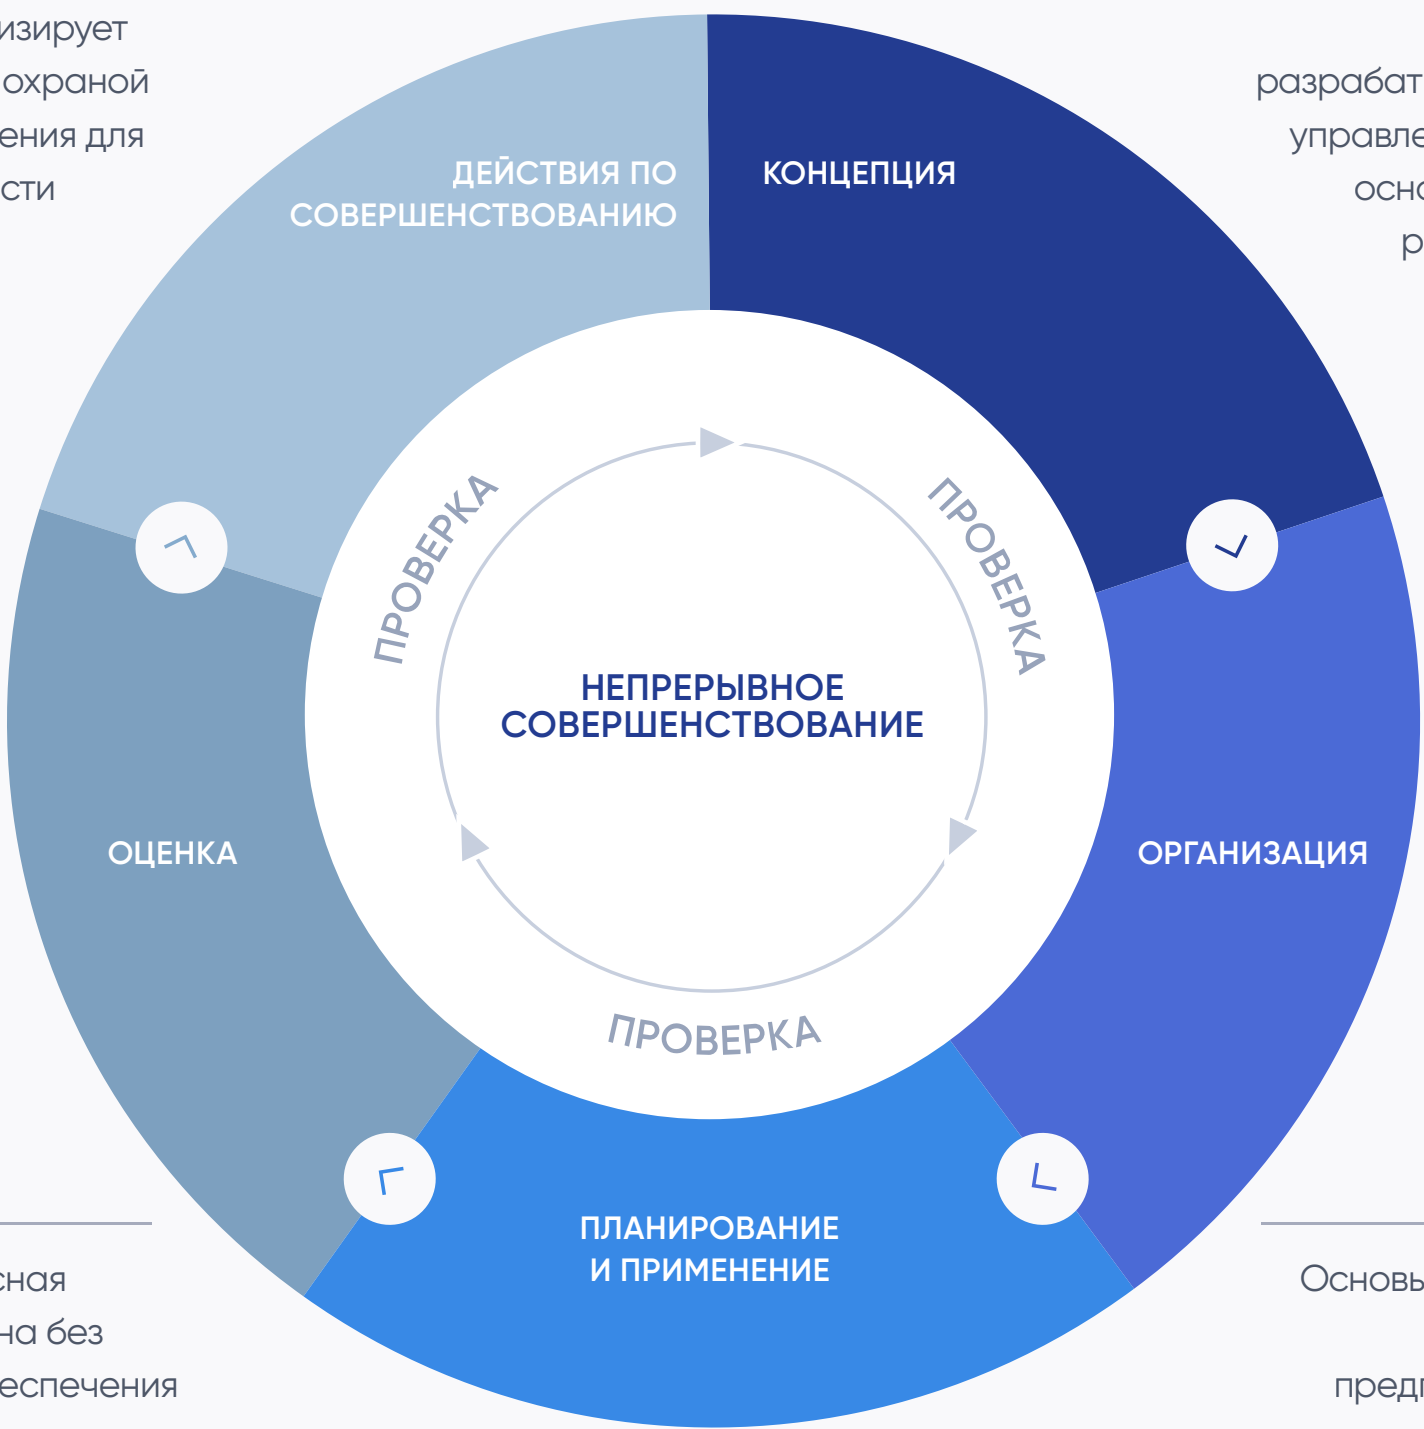 изирует
охраной
ения для
сти
разрабат
управле
осно
р
ДЕЙСТВИЯ ПО
СОВЕРШЕНСТВОВАНИЮ
КОНЦЕПЦИЯ
ПРОВЕРКА
ПРОВЕРКА
НЕПРЕРЫВНОЕ
СОВЕРШЕНСТВОВАНИЕ
ОЦЕНКА
ОРГАНИЗАЦИЯ
ПРОВЕРКА
ПЛАНИРОВАНИЕ
И ПРИМЕНЕНИЕ
сная
на без
еспечения
Основы
пред